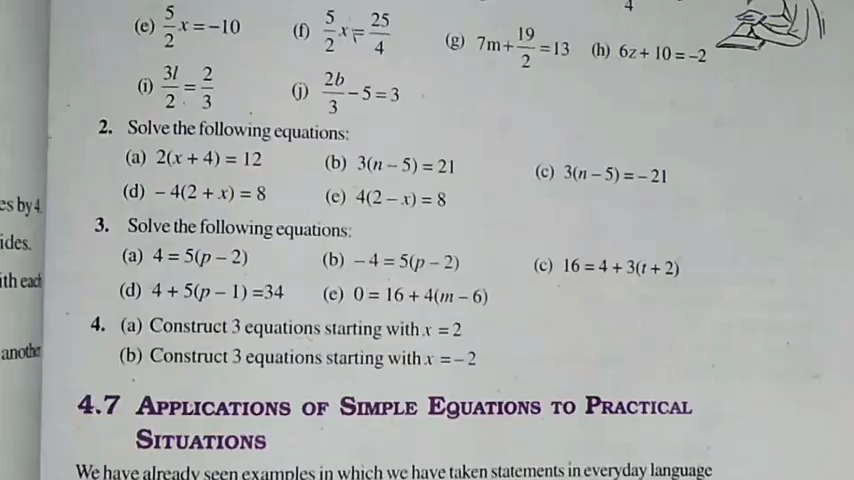 4
(e) 5/2 x = −10 (f) 5/2 x = 25/4 (g) 7m + 19/2 = 13 (h) 6z + 10 = −2
(i) 3l/2 = 2/3 (j) 2b/3 − 5 = 3
2. Solve the following equations:
(a) 2(x + 4) = 12 (b) 3(n − 5) = 21 (c) 3(n − 5) = − 21
(d) − 4(2 + x) = 8 (e) 4(2 − x) = 8
es by 4
3. Solve the following equations:
ides.
(a) 4 = 5(p − 2) (b) − 4 = 5(p − 2) (c) 16 = 4 + 3(t + 2)
ith each
(d) 4 + 5(p − 1) =34 (e) 0 = 16 + 4(m − 6)
4. (a) Construct 3 equations starting with x = 2
another
(b) Construct 3 equations starting with x = − 2
4.7 APPLICATIONS OF SIMPLE EQUATIONS TO PRACTICAL
SITUATIONS
We have already seen examples in which we have taken statements in everyday language